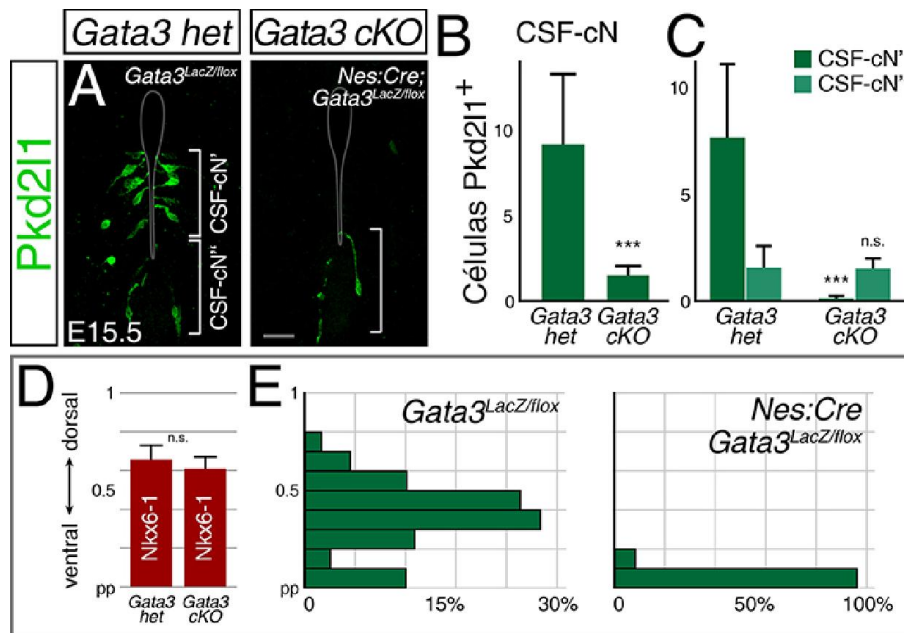 Gata3 het
Gata3 cKO
Pkd2l1
A
Gata3LacZ/flox
Nes:Cre;
Gata3LacZ/flox
CSF-cN'
CSF-cN"
E15.5
B
CSF-cN
Células Pkd2l1+
10
5
0
***
Gata3
het
Gata3
cKO
C
CSF-cN'
CSF-cN'
10
5
0
***
n.s.
Gata3
het
Gata3
cKO
D
ventral
dorsal
1
0.5
pp
n.s.
Nkx6-1
Nkx6-1
Gata3
het
Gata3
cKO
E
Gata3LacZ/flox
1
0.5
pp
0
15%
30%
Nes:Cre
Gata3LacZ/flox
0
50%
100%